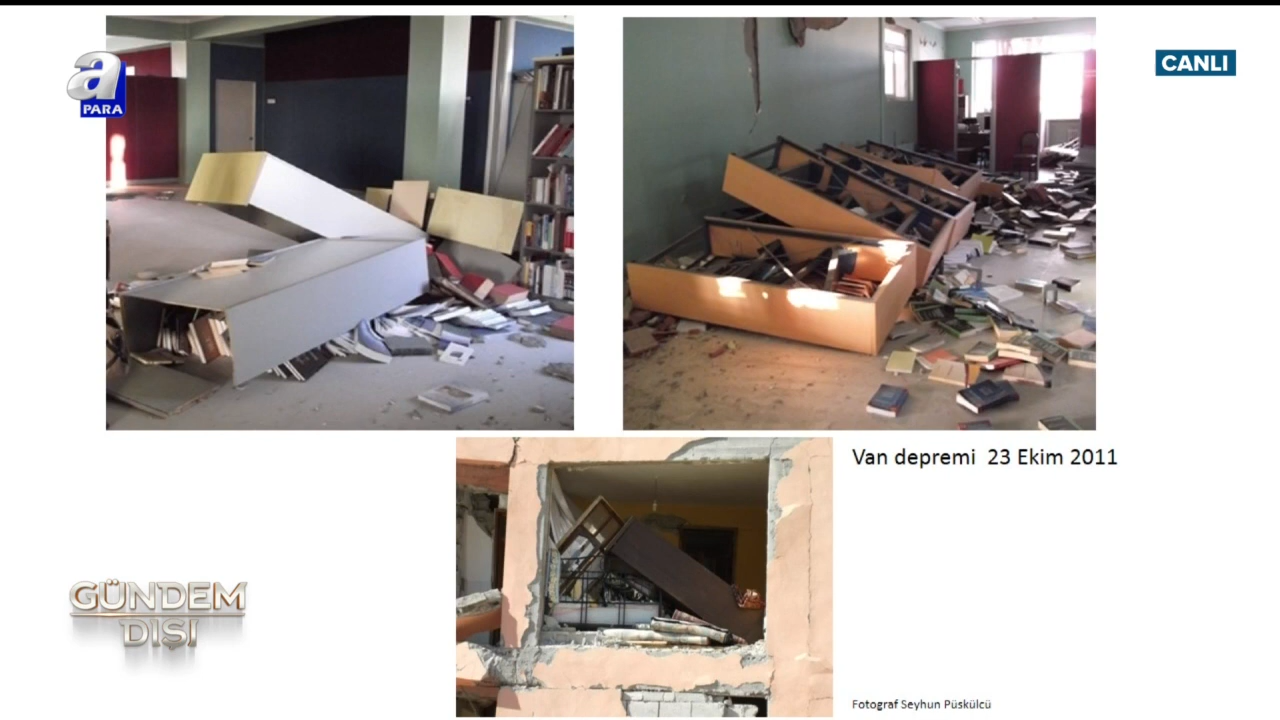 a
PARA
CANLI
Van depremi 23 Ekim 2011
GÜNDEM
DIŞI
Fotograf Seyhun Püskülcü